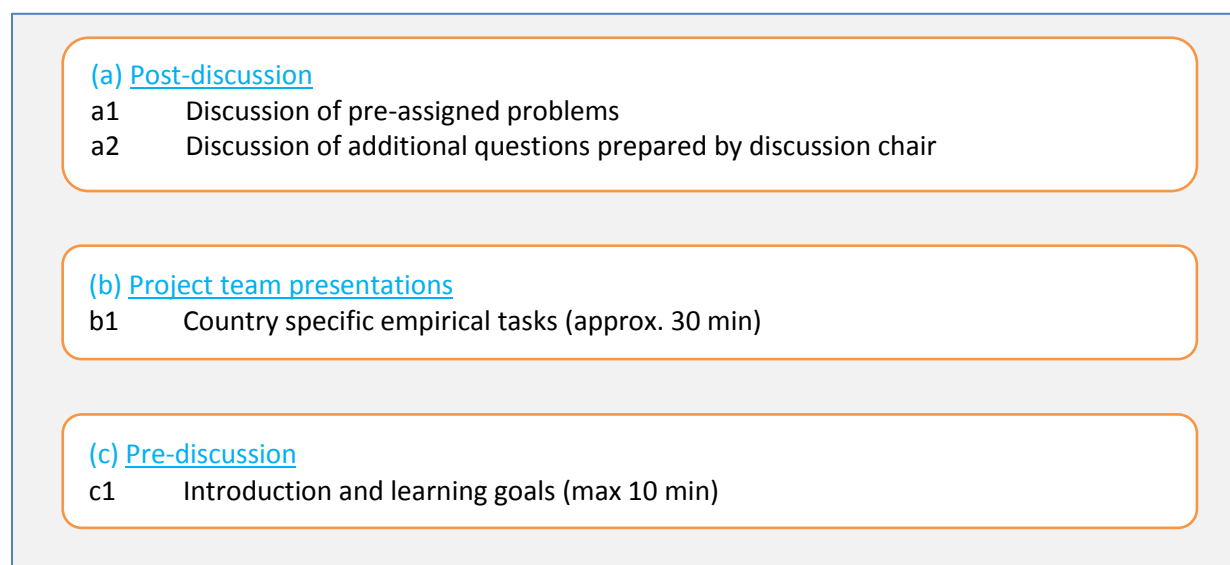 (a) Post-discussion
a1 Discussion of pre-assigned problems
a2 Discussion of additional questions prepared by discussion chair
(b) Project team presentations
b1 Country specific empirical tasks (approx. 30 min)
(c) Pre-discussion
c1 Introduction and learning goals (max 10 min)